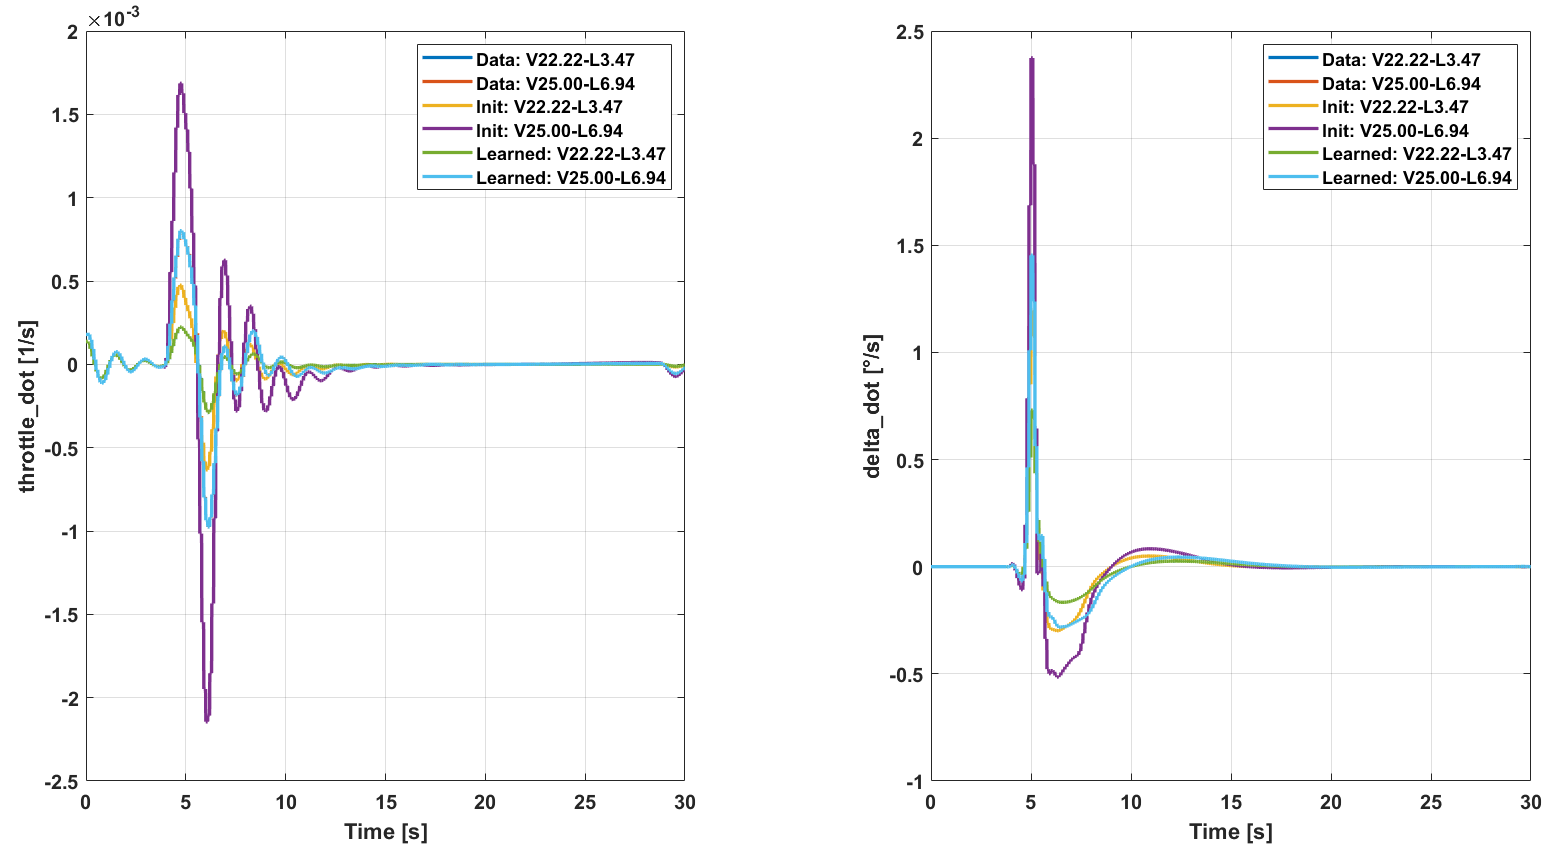 ×10-3
2
1.5
1
0.5
0
-0.5
-1
-1.5
-2
-2.5
0 5 10 15 20 25 30
throttle_dot [1/s]
Time [s]
Data: V22.22-L3.47
Data: V25.00-L6.94
Init: V22.22-L3.47
Init: V25.00-L6.94
Learned: V22.22-L3.47
Learned: V25.00-L6.94
2.5
2
1.5
1
0.5
0
-0.5
-1
0 5 10 15 20 25 30
delta_dot [°/s]
Time [s]
Data: V22.22-L3.47
Data: V25.00-L6.94
Init: V22.22-L3.47
Init: V25.00-L6.94
Learned: V22.22-L3.47
Learned: V25.00-L6.94